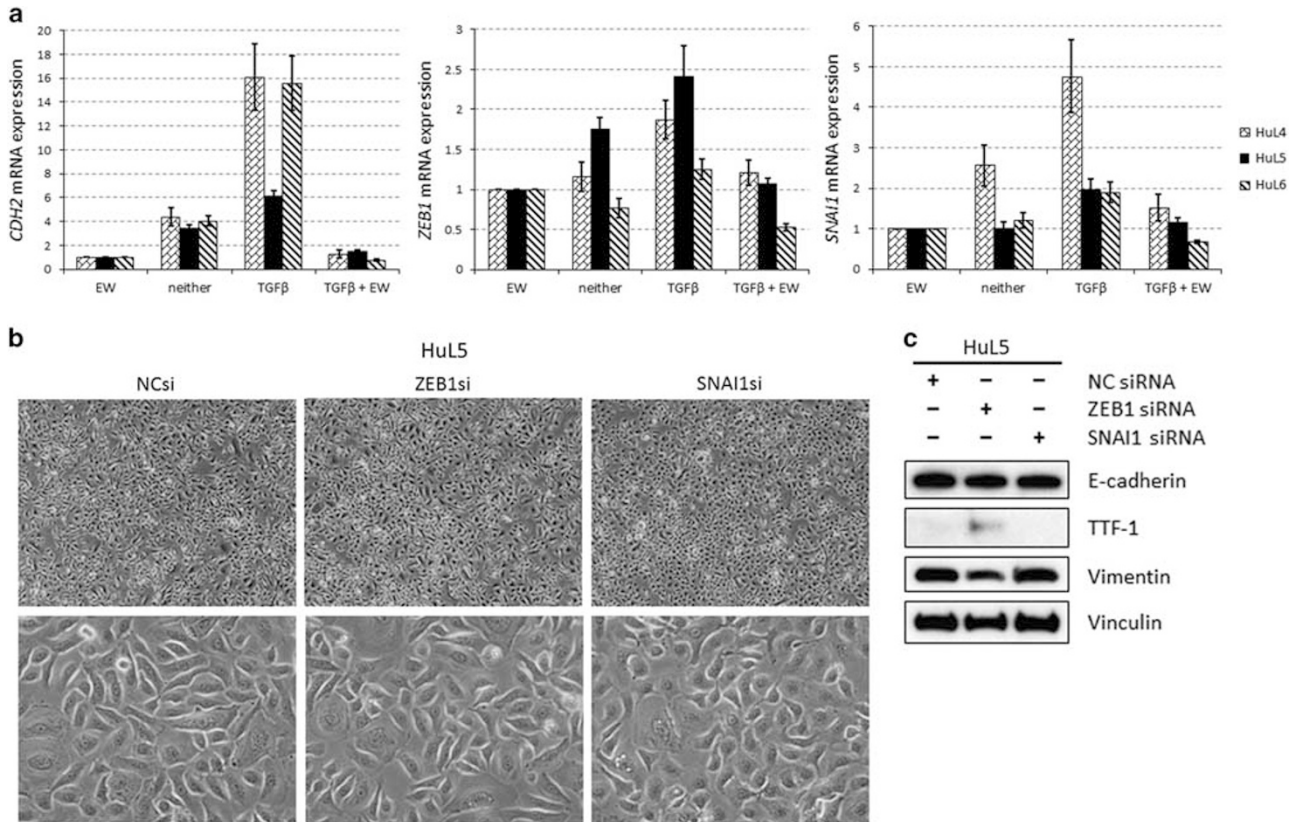 a
CDH2 mRNA expression
20
18
16
14
12
10
8
6
4
2
0
EW neither TGFβ TGFβ + EW
ZEB1 mRNA expression
3
2.5
2
1.5
1
0.5
0
EW neither TGFβ TGFβ + EW
SNAI1 mRNA expression
6
5
4
3
2
1
0
EW neither TGFβ TGFβ + EW
HuL4
HuL5
HuL6
b
HuL5
NCsi ZEB1si SNAI1si
c
HuL5
+ – – NC siRNA
– + – ZEB1 siRNA
– – + SNAI1 siRNA
E-cadherin
TTF-1
Vimentin
Vinculin